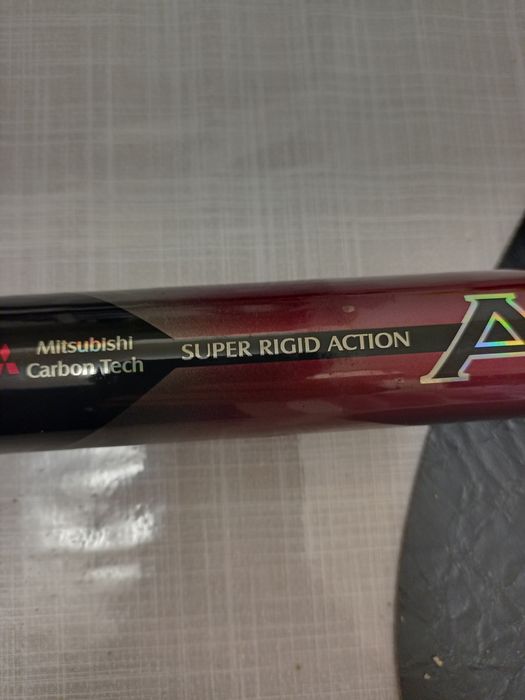 Mitsubishi
Carbon Tech
SUPER RIGID ACTION
A